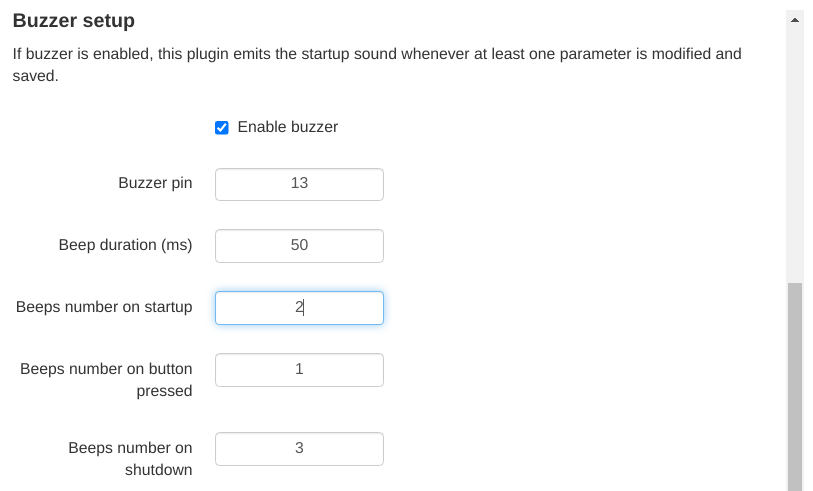 Buzzer setup
If buzzer is enabled, this plugin emits the startup sound whenever at least one parameter is modified and
saved.
Enable buzzer
Buzzer pin 13
Beep duration (ms) 50
Beeps number on startup 2
Beeps number on button 1
pressed
Beeps number on 3
shutdown